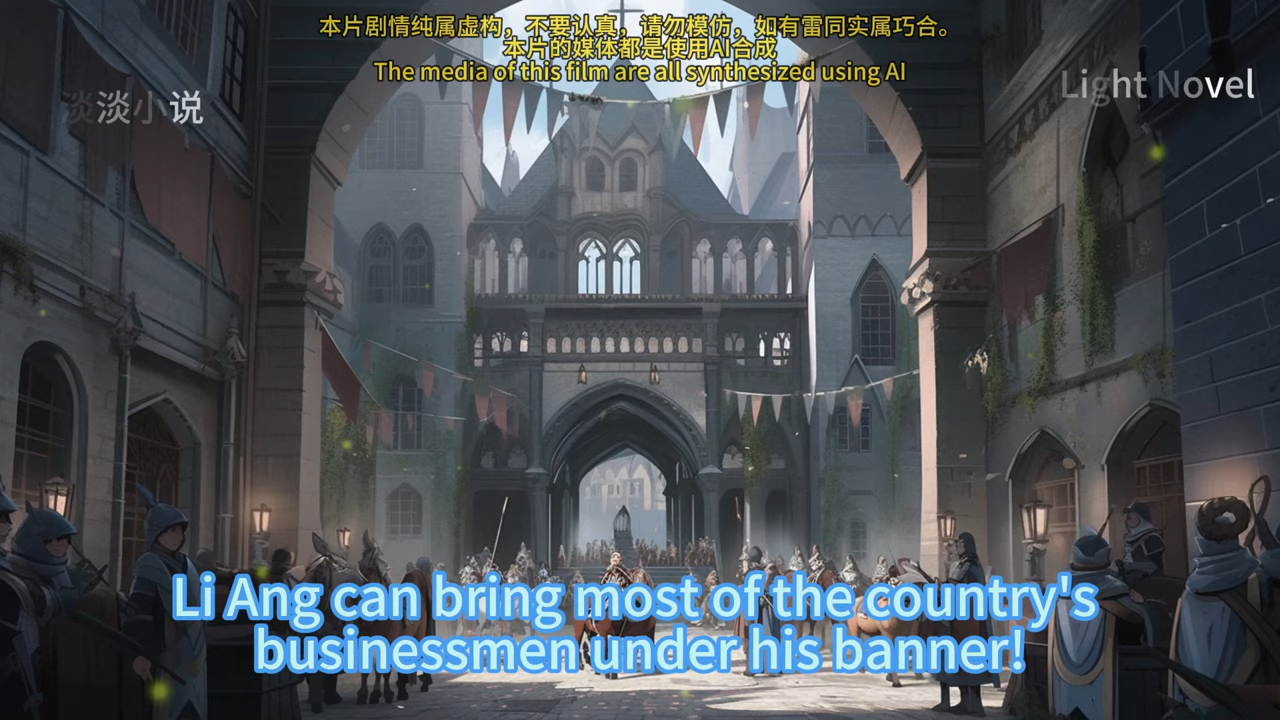 本片剧情纯属虚构，不要认真，请勿模仿，如有雷同实属巧合。
本片的媒体都是使用AI合成
The media of this film are all synthesized using AI
淡淡小说
Light Novel
Li Ang can bring most of the country's
businessmen under his banner!